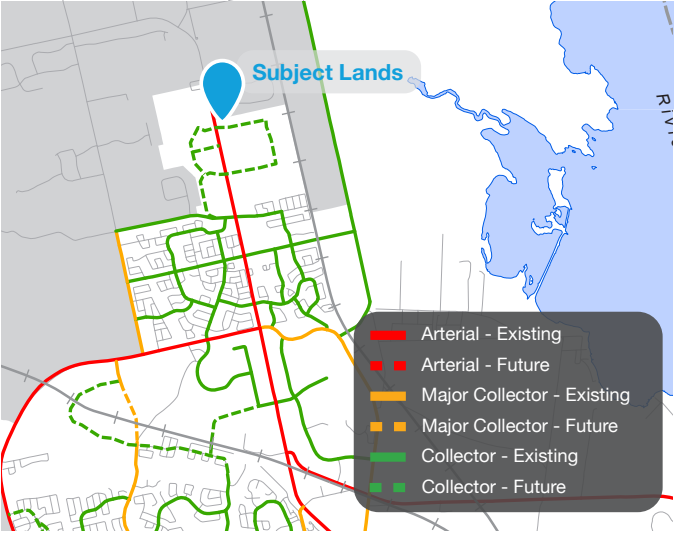 Subject Lands
Arterial - Existing
Arterial - Future
Major Collector - Existing
Major Collector - Future
Collector - Existing
Collector - Future